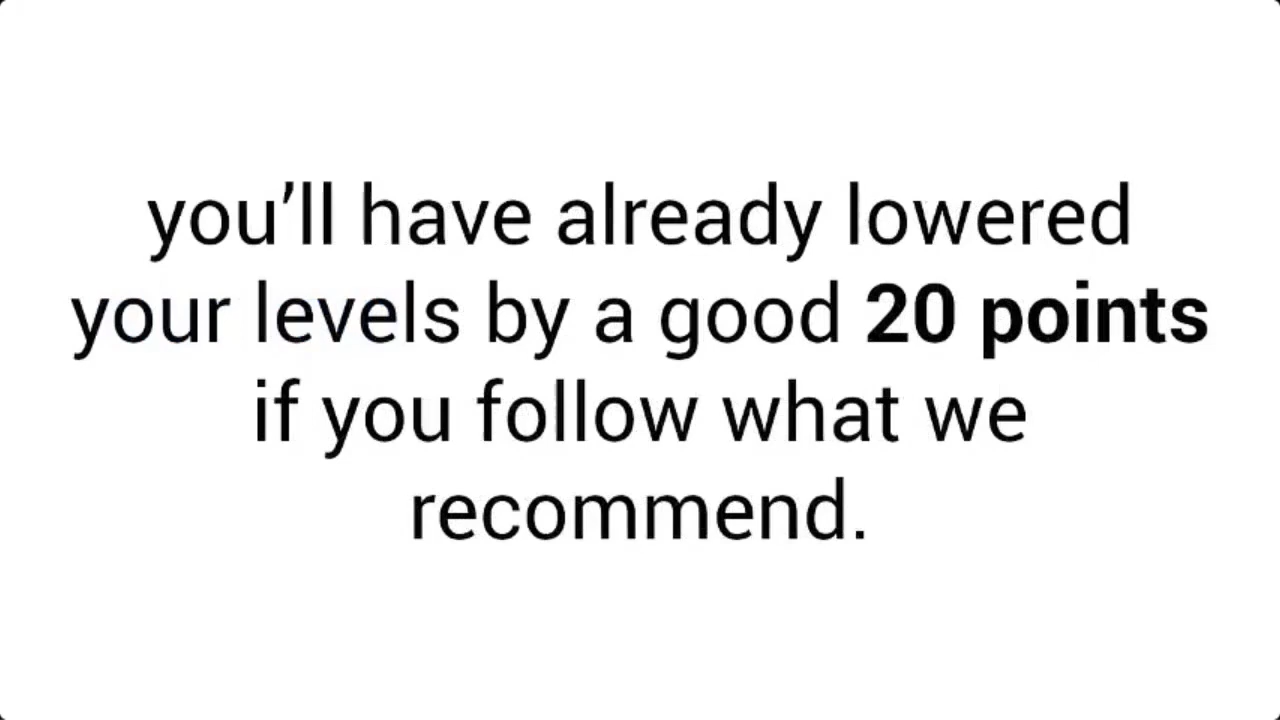 you’ll have already lowered
your levels by a good 20 points
if you follow what we
recommend.